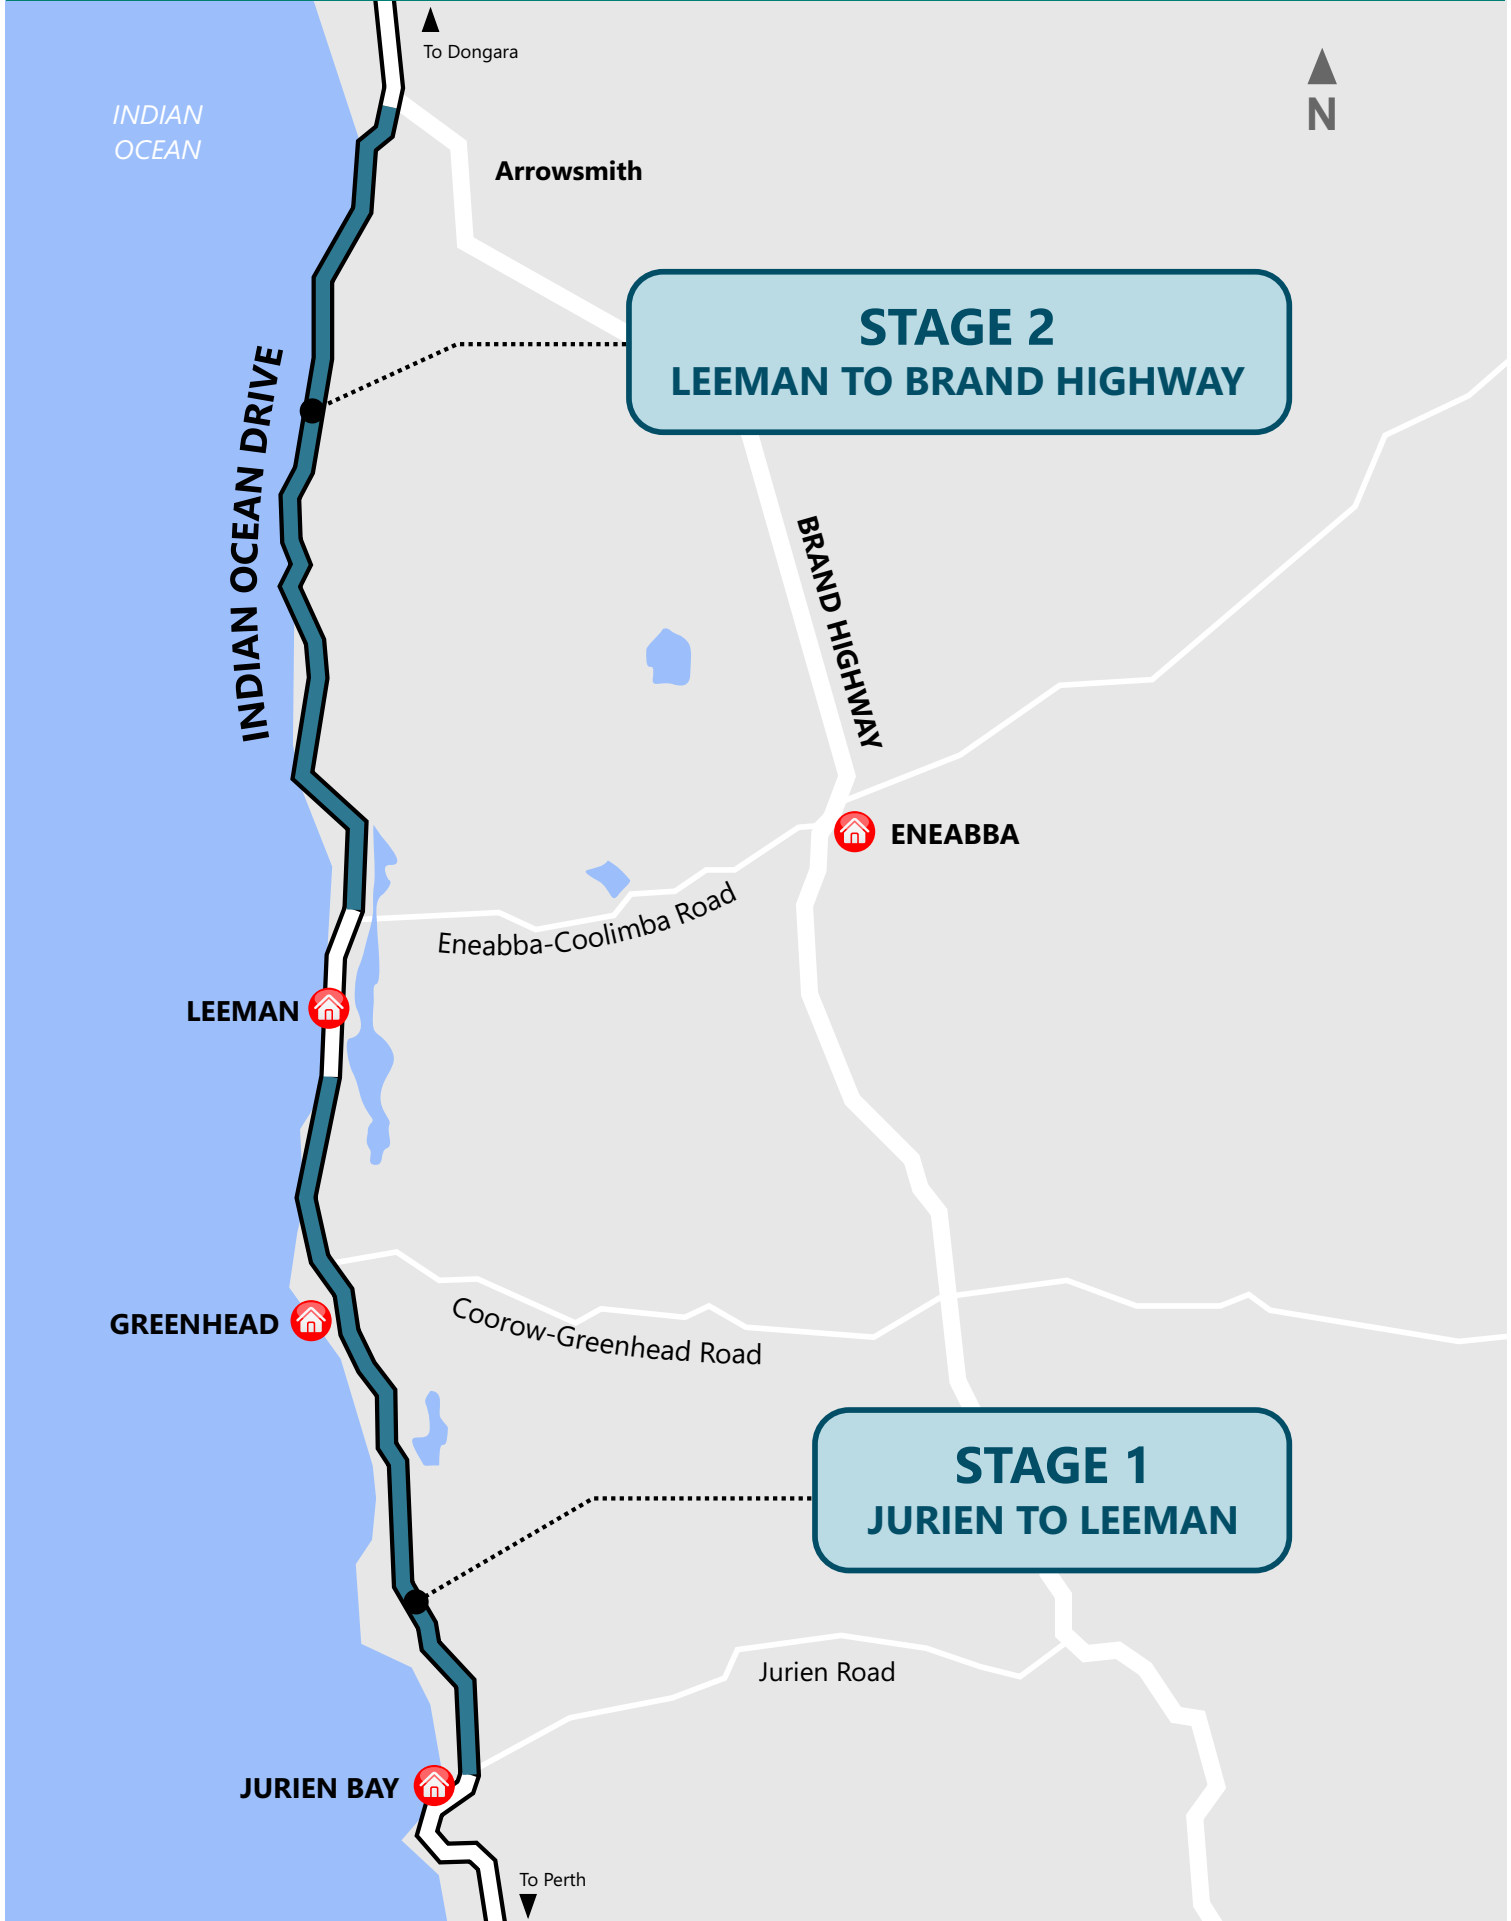 To Dongara
INDIAN
OCEAN
N
Arrowsmith
STAGE 2
LEEMAN TO BRAND HIGHWAY
INDIAN OCEAN DRIVE
BRAND HIGHWAY
ENEABBA
Eneabba-Coolimba Road
LEEMAN
GREENHEAD
Coorow-Greenhead Road
STAGE 1
JURIEN TO LEEMAN
Jurien Road
JURIEN BAY
To Perth